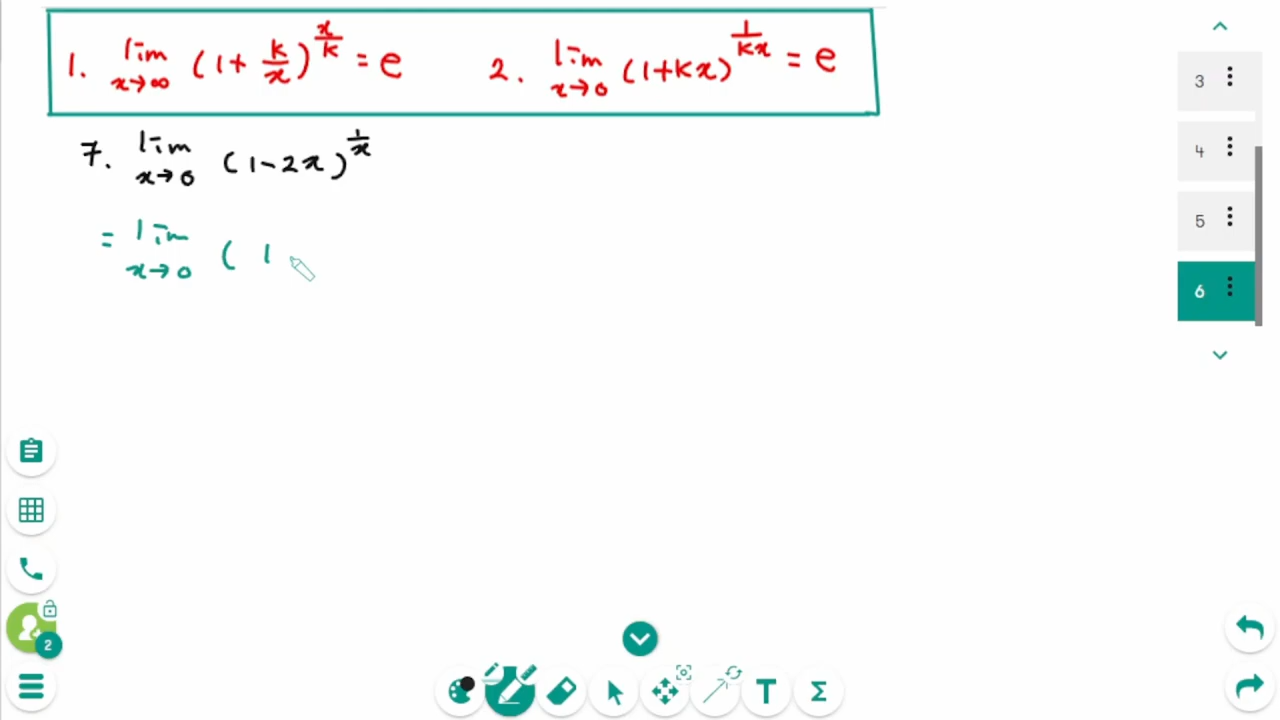 1. lim x→∞ (1 + k/x)^(x/k) = e 2. lim x→0 (1+kx)^(1/kx) = e
7. lim x→0 (1-2x)^(1/x)
= lim x→0 ( 1
3
4
5
6
2
T
Σ